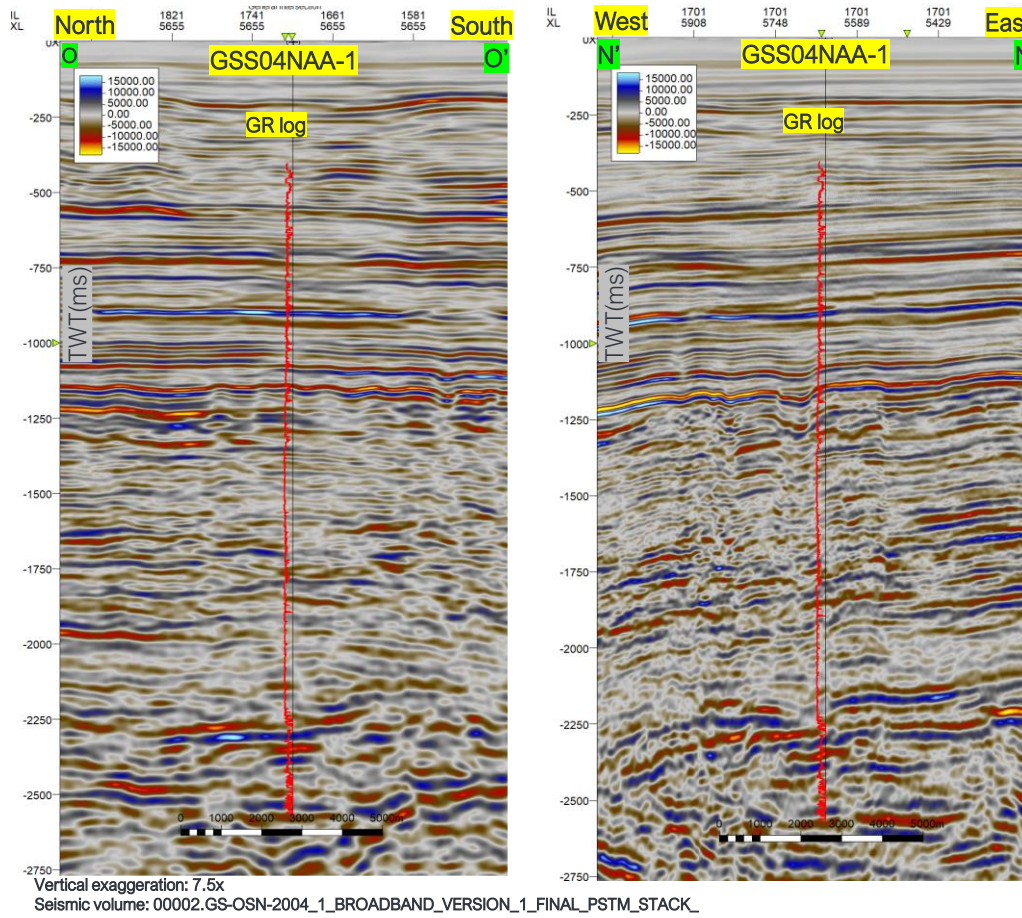 General Intersection
IL 1821 1741 1661 1581
XL 5655 5655 5655 5655
North South
O GSS04NAA-1 O'
GR log
15000.00
10000.00
5000.00
0.00
-5000.00
-10000.00
-15000.00
-250
-500
-750
-1000
-1250
-1500
-1750
-2000
-2250
-2500
-2750
TWT(ms)
0 1000 2000 3000 4000 5000m
IL 1701 1701 1701 1701
XL 5908 5748 5589 5429
West East
N' GSS04NAA-1 N
GR log
15000.00
10000.00
5000.00
0.00
-5000.00
-10000.00
-15000.00
-250
-500
-750
-1000
-1250
-1500
-1750
-2000
-2250
-2500
-2750
TWT(ms)
0 1000 2000 3000 4000 5000m
Vertical exaggeration: 7.5x
Seismic volume: 00002.GS-OSN-2004_1_BROADBAND_VERSION_1_FINAL_PSTM_STACK_